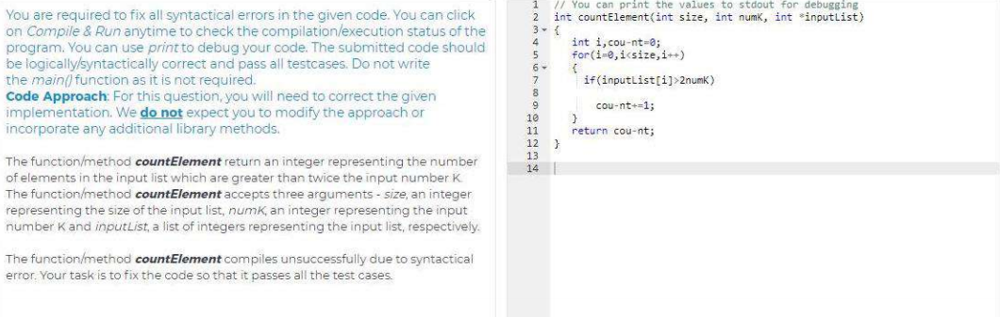 You are required to fix all syntactical errors in the given code. You can click
on Compile & Run anytime to check the compilation/execution status of the
program. You can use print to debug your code. The submitted code should
be logically/syntactically correct and pass all testcases. Do not write
the main() function as it is not required.
Code Approach: For this question, you will need to correct the given
implementation. We do not expect you to modify the approach or
incorporate any additional library methods.
The function/method countElement return an integer representing the number
of elements in the input list which are greater than twice the input number K.
The function/method countElement accepts three arguments - size, an integer
representing the size of the input list, numK, an integer representing the input
number K and inputList, a list of integers representing the input list, respectively.
The function/method countElement compiles unsuccessfully due to syntactical
error. Your task is to fix the code so that it passes all the test cases.
1 // You can print the values to stdout for debugging
2 int countElement(int size, int numK, int *inputList)
3 {
4 int i,cou-nt=0;
5 for(i=0,i<size,i++)
6 {
7 if(inputList[i]>2numK)
8
9 cou-nt+=1;
10 }
11 return cou-nt;
12 }
13
14